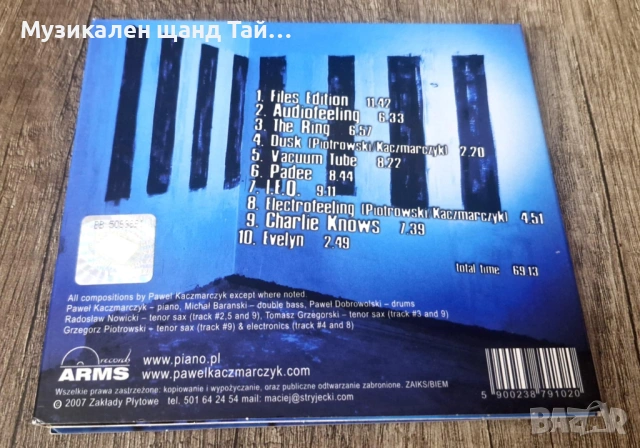 Музикален щанд Тай...
1. Files Edition 11.42
2. Audiofeeling 6.33
3. The Ring 6.57
4. Dusk (Piotrowski/Kaczmarczyk) 2.20
5. Vacuum Tube 8.22
6. Padee 8.44
7. I.E.Q. 9.11
8. Electrofeeling (Piotrowski/Kaczmarczyk) 4.51
9. Charlie Knows 7.39
10. Evelyn 2.49
total time 69.13
All compositions by Paweł Kaczmarczyk except where noted.
Paweł Kaczmarczyk – piano, Michał Barański – double bass, Paweł Dobrowolski – drums
Radosław Nowicki – tenor sax (track #2,5 and 9), Tomasz Grzegorski – tenor sax (track #3 and 9)
Grzegorz Piotrowski – tenor sax (track #9) & electronics (track #4 and 8)
records
ARMS
www.piano.pl
www.pawelkaczmarczyk.com
Wszelkie prawa zastrzeżone: kopiowanie i wypożyczanie, oraz publiczne odtwarzanie zabronione. ZAIKS/BIEM
© 2007 Zakłady Płytowe tel. 501 64 24 54 mail: maciej@stryjecki.com
5 900238 791020
bazar